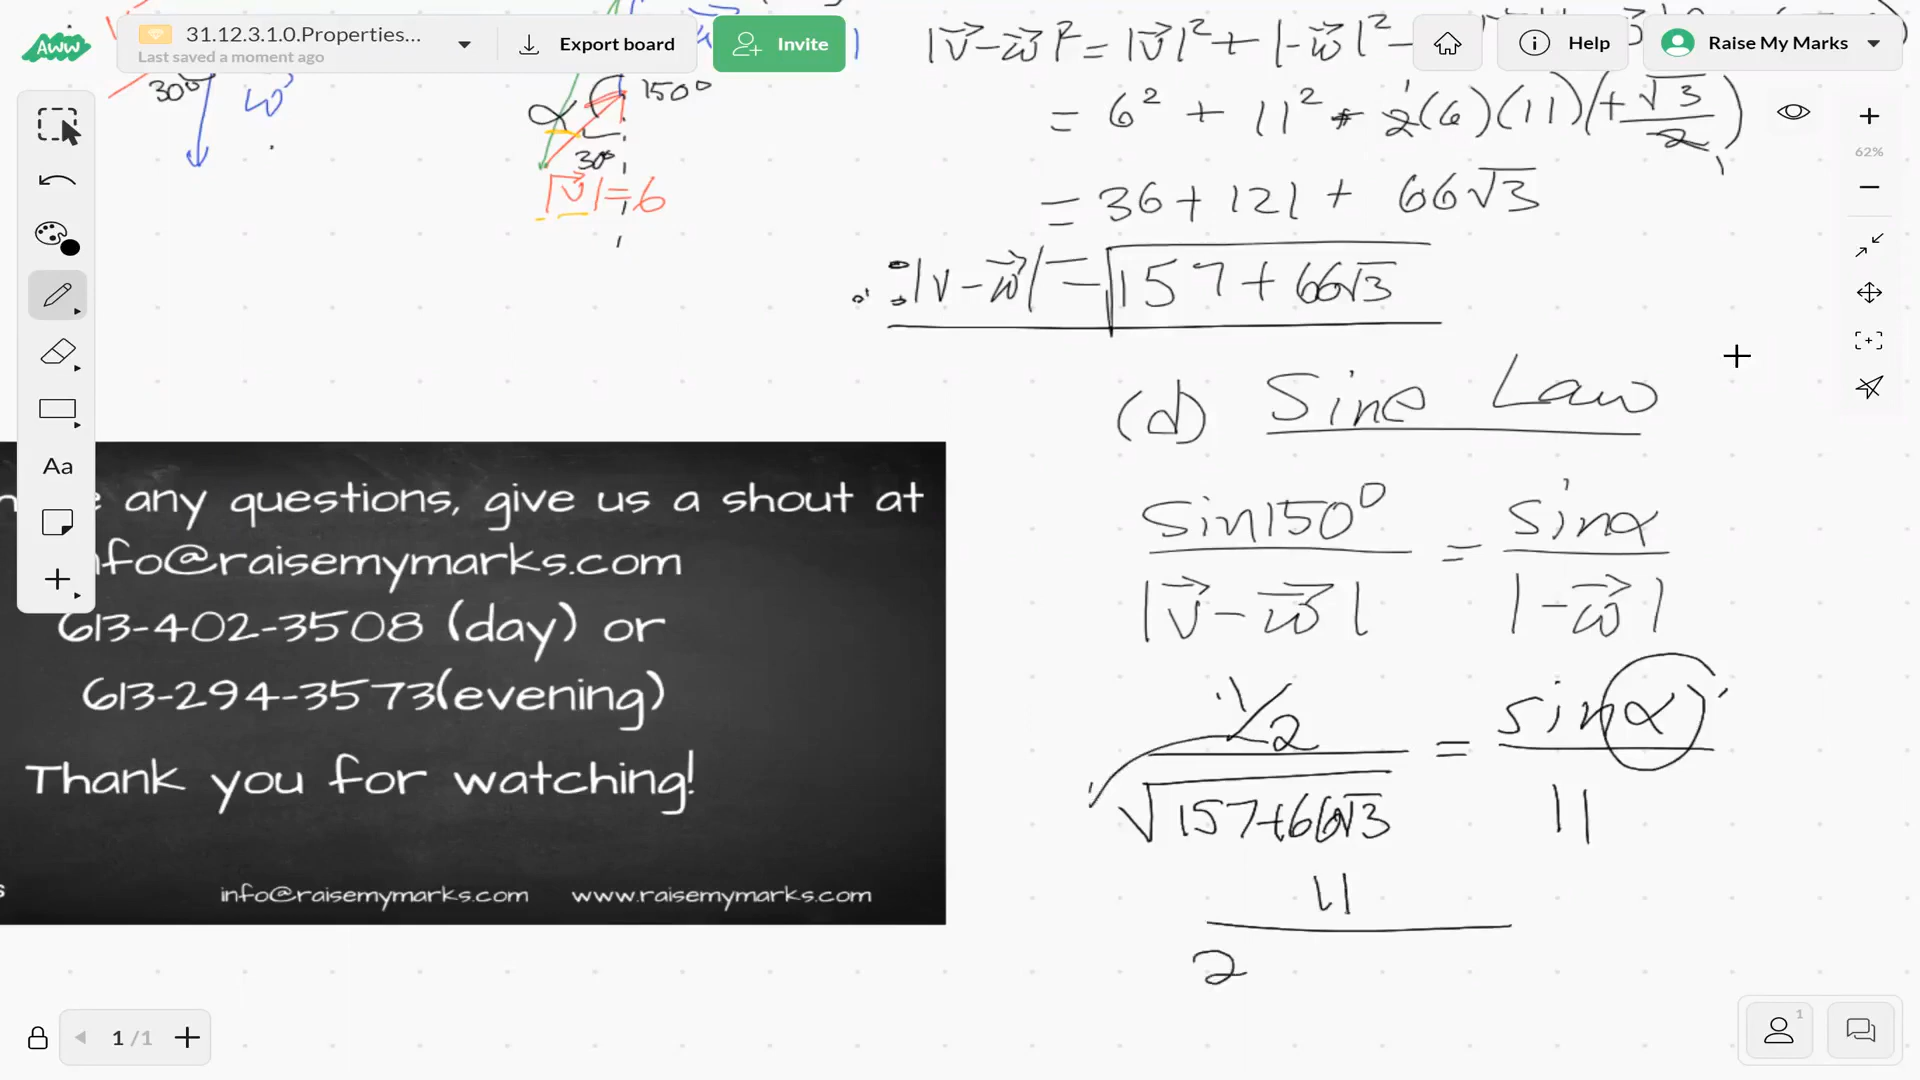 31.12.3.1.0.Properties...
Last saved a moment ago
Export board
Invite
Help
Raise My Marks
62%
30°
w
150°
α
30°
|v⃗|=6
|v⃗-w⃗|²=|v⃗|²+|-w⃗|²-
= 6² + 11² + 2(6)(11)(+√3/2)
= 36+121+ 66√3
∴|v-w⃗|=√157+66√3
(d) Sine Law
sin150°/|v⃗-w⃗| = sinα/|-w⃗|
1/2/√157+66√3 = sin(α)/11
11
2
any questions, give us a shout at
nfo@raisemymarks.com
613-402-3508 (day) or
613-294-3573(evening)
Thank you for watching!
info@raisemymarks.com www.raisemymarks.com
Aa
1 /1
1